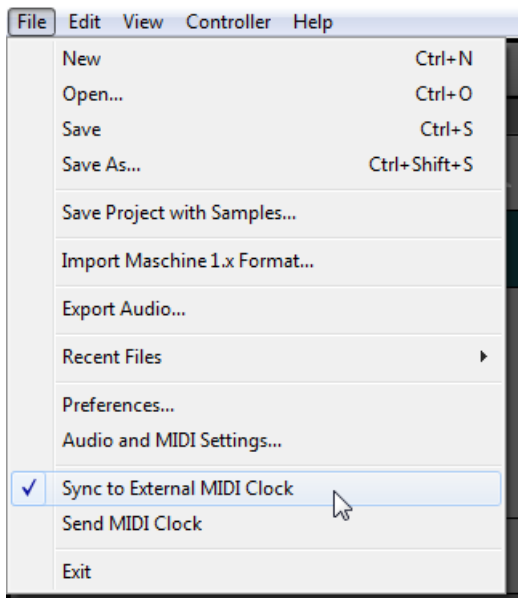 File Edit View Controller Help
New Ctrl+N
Open... Ctrl+O
Save Ctrl+S
Save As... Ctrl+Shift+S
Save Project with Samples...
Import Maschine 1.x Format...
Export Audio...
Recent Files
Preferences...
Audio and MIDI Settings...
Sync to External MIDI Clock
Send MIDI Clock
Exit